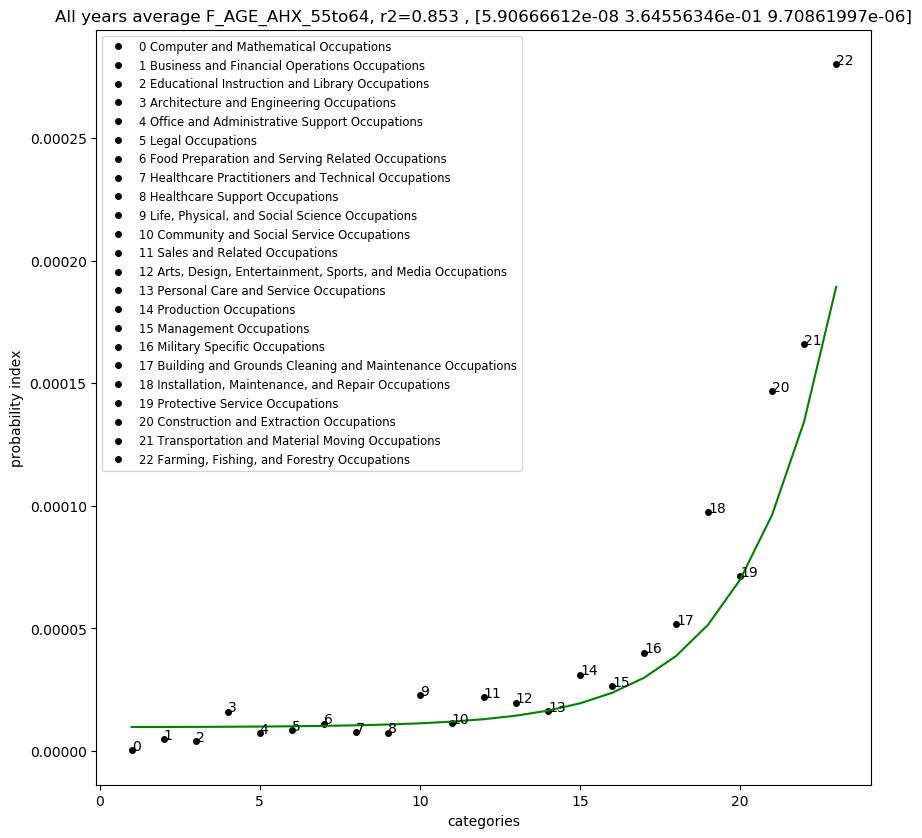 All years average F_AGE_AHX_55to64, r2=0.853 , [5.90666612e-08 3.64556346e-01 9.70861997e-06]
0 Computer and Mathematical Occupations
1 Business and Financial Operations Occupations
2 Educational Instruction and Library Occupations
3 Architecture and Engineering Occupations
4 Office and Administrative Support Occupations
5 Legal Occupations
6 Food Preparation and Serving Related Occupations
7 Healthcare Practitioners and Technical Occupations
8 Healthcare Support Occupations
9 Life, Physical, and Social Science Occupations
10 Community and Social Service Occupations
11 Sales and Related Occupations
12 Arts, Design, Entertainment, Sports, and Media Occupations
13 Personal Care and Service Occupations
14 Production Occupations
15 Management Occupations
16 Military Specific Occupations
17 Building and Grounds Cleaning and Maintenance Occupations
18 Installation, Maintenance, and Repair Occupations
19 Protective Service Occupations
20 Construction and Extraction Occupations
21 Transportation and Material Moving Occupations
22 Farming, Fishing, and Forestry Occupations
probability index
0.00025
0.00020
0.00015
0.00010
0.00005
0.00000
0
1
2
3
4
5
6
7
8
9
10
11
12
13
14
15
16
17
18
19
20
21
22
0
5
10
15
20
categories